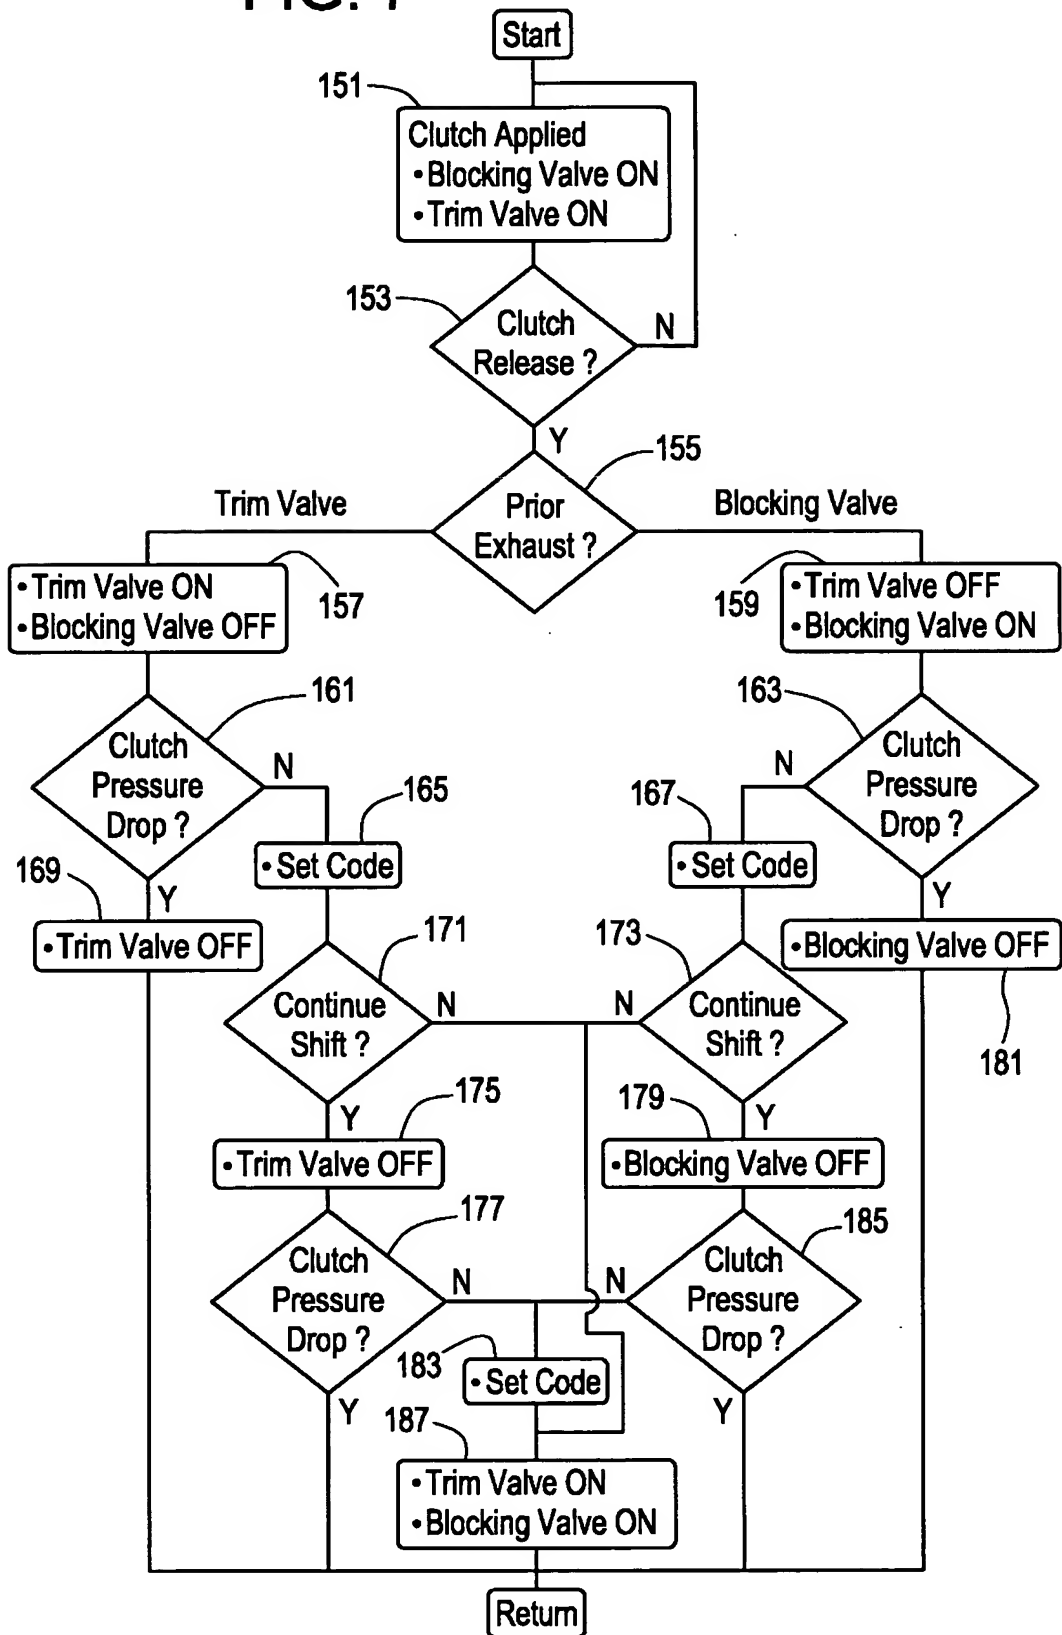 FIG. 7
Start
151
Clutch Applied
• Blocking Valve ON
• Trim Valve ON
153
Clutch
Release ?
N
Y
155
Prior
Exhaust ?
Trim Valve
Blocking Valve
• Trim Valve ON
• Blocking Valve OFF
157
159
• Trim Valve OFF
• Blocking Valve ON
161
Clutch
Pressure
Drop ?
N
Y
163
Clutch
Pressure
Drop ?
N
Y
165
• Set Code
167
• Set Code
169
• Trim Valve OFF
• Blocking Valve OFF
181
171
Continue
Shift ?
N
Y
173
Continue
Shift ?
N
Y
175
• Trim Valve OFF
179
• Blocking Valve OFF
177
Clutch
Pressure
Drop ?
N
Y
185
Clutch
Pressure
Drop ?
N
Y
183
• Set Code
187
• Trim Valve ON
• Blocking Valve ON
Return